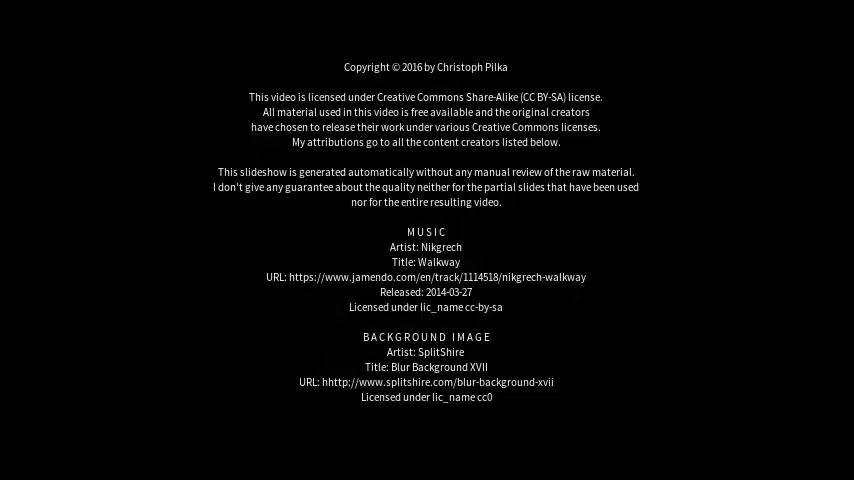 Copyright © 2016 by Christoph Pilka
This video is licensed under Creative Commons Share-Alike (CC BY-SA) license.
All material used in this video is free available and the original creators
have chosen to release their work under various Creative Commons licenses.
My attributions go to all the content creators listed below.
This slideshow is generated automatically without any manual review of the raw material.
I don't give any guarantee about the quality neither for the partial slides that have been used
nor for the entire resulting video.
M U S I C
Artist: Nikgrech
Title: Walkway
URL: https://www.jamendo.com/en/track/1114518/nikgrech-walkway
Released: 2014-03-27
Licensed under lic_name cc-by-sa
B A C K G R O U N D   I M A G E
Artist: SplitShire
Title: Blur Background XVII
URL: hhttp://www.splitshire.com/blur-background-xvii
Licensed under lic_name cc0